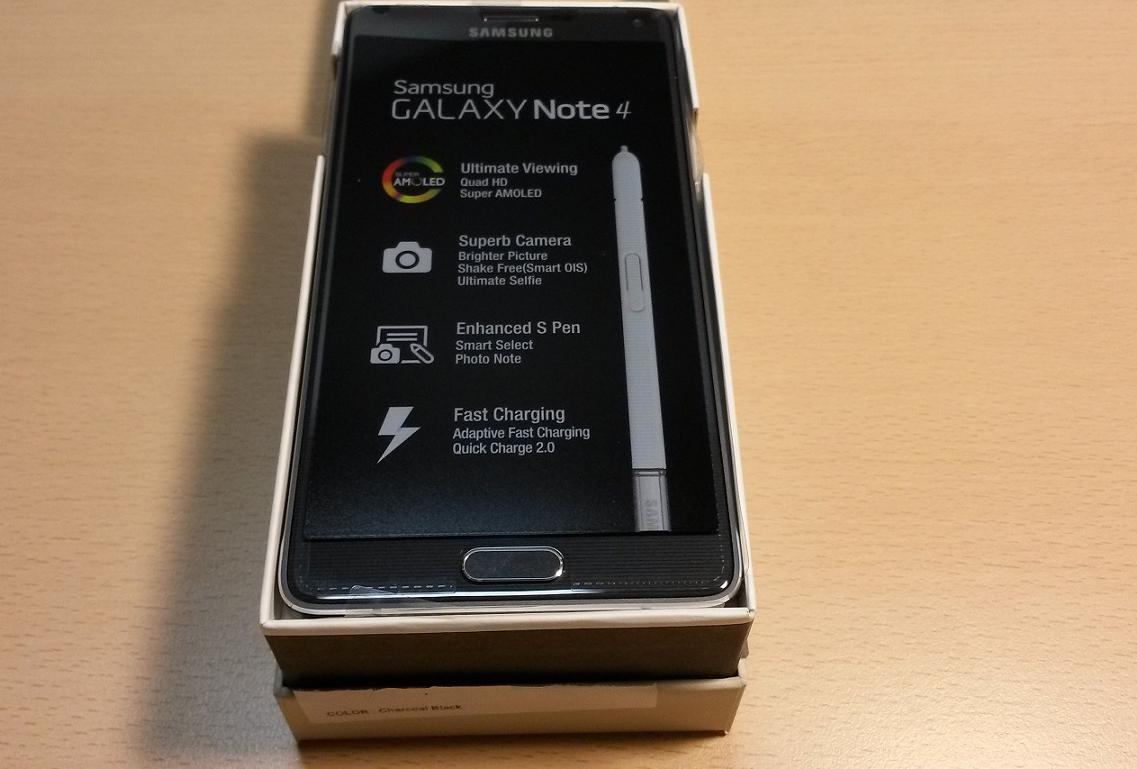 SAMSUNG
Samsung
GALAXY Note 4
SUPER
AMOLED
Ultimate Viewing
Quad HD
Super AMOLED
Superb Camera
Brighter Picture
Shake Free(Smart OIS)
Ultimate Selfie
Enhanced S Pen
Smart Select
Photo Note
Fast Charging
Adaptive Fast Charging
Quick Charge 2.0
SAM
COLOR : Charcoal Black